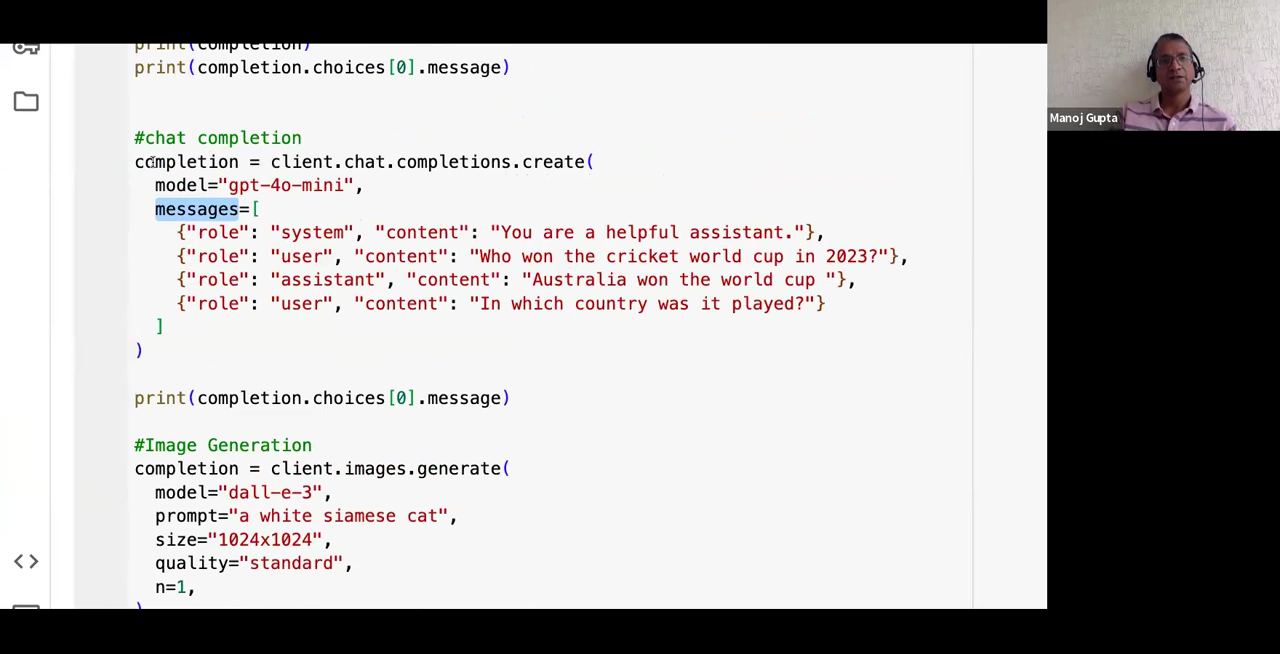 print(completion)
print(completion.choices[0].message)
#chat completion
completion = client.chat.completions.create(
model="gpt-4o-mini",
messages=[
{"role": "system", "content": "You are a helpful assistant."},
{"role": "user", "content": "Who won the cricket world cup in 2023?"},
{"role": "assistant", "content": "Australia won the world cup "},
{"role": "user", "content": "In which country was it played?"}
]
)
print(completion.choices[0].message)
#Image Generation
completion = client.images.generate(
model="dall-e-3",
prompt="a white siamese cat",
size="1024x1024",
quality="standard",
n=1,
)
Manoj Gupta